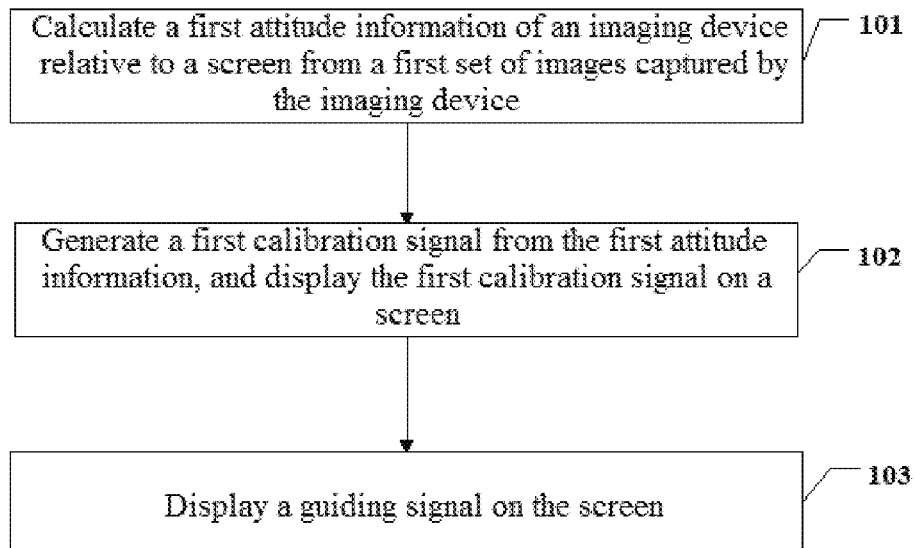 Calculate a first attitude information of an imaging device
relative to a screen from a first set of images captured by
the imaging device
101
Generate a first calibration signal from the first attitude
information, and display the first calibration signal on a
screen
102
Display a guiding signal on the screen
103